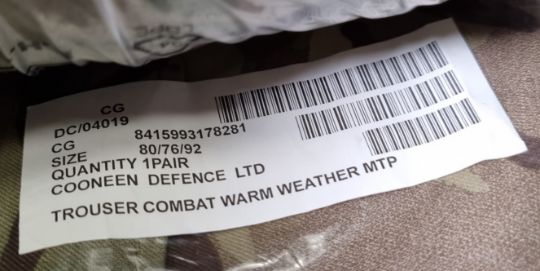 CG
DC/04019
CG 8415993178281
SIZE 80/76/92
QUANTITY 1PAIR
COONEEN DEFENCE LTD
TROUSER COMBAT WARM WEATHER MTP